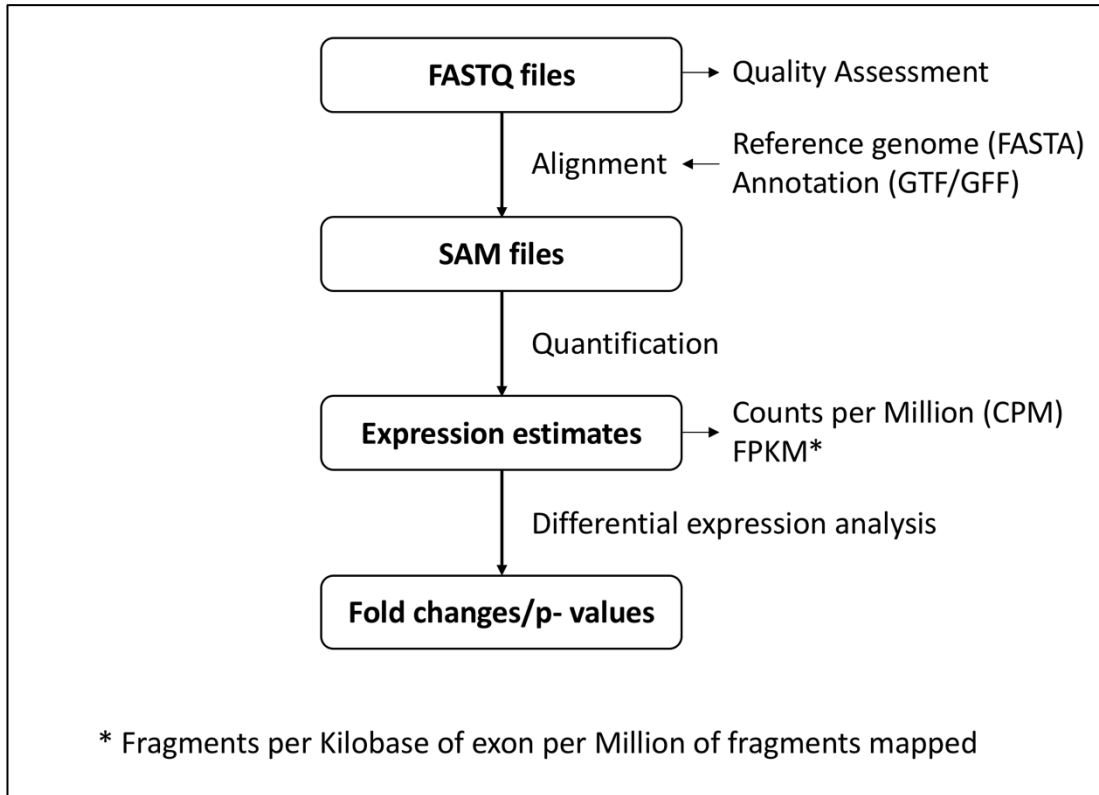 FASTQ files
Quality Assessment
Alignment
Reference genome (FASTA)
Annotation (GTF/GFF)
SAM files
Quantification
Expression estimates
Counts per Million (CPM)
FPKM*
Differential expression analysis
Fold changes/p- values
* Fragments per Kilobase of exon per Million of fragments mapped